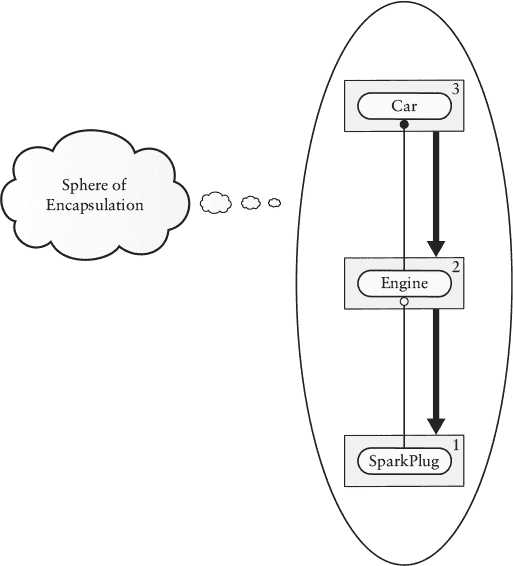 3
Car
Sphere of
Encapsulation
2
Engine
1
SparkPlug